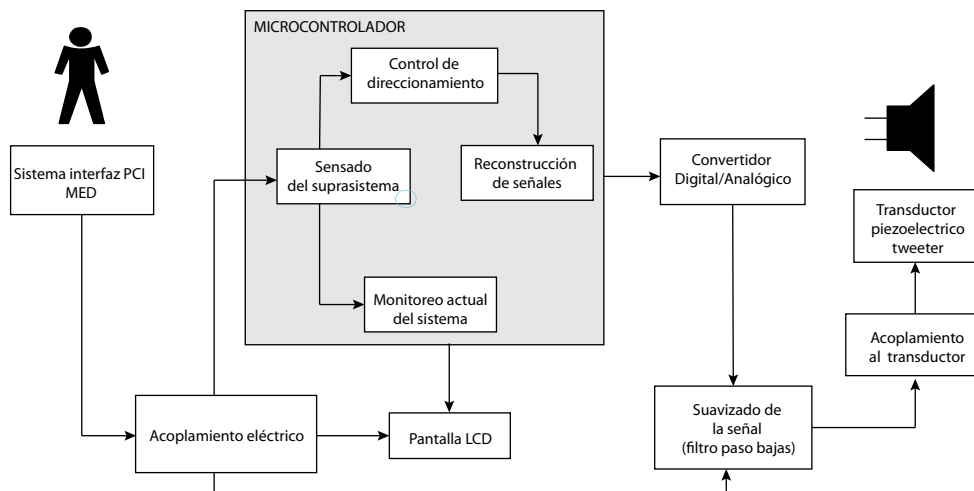 MICROCONTROLADOR
Control de
direccionamiento
Sistema interfaz PCI
MED
Sensado
del suprasistema
Reconstrucción
de señales
Convertidor
Digital/Analógico
Transductor
piezoelectrico
tweeter
Monitoreo actual
del sistema
Acoplamiento
al transductor
Acoplamiento eléctrico
Pantalla LCD
Suavizado de
la señal
(filtro paso bajas)